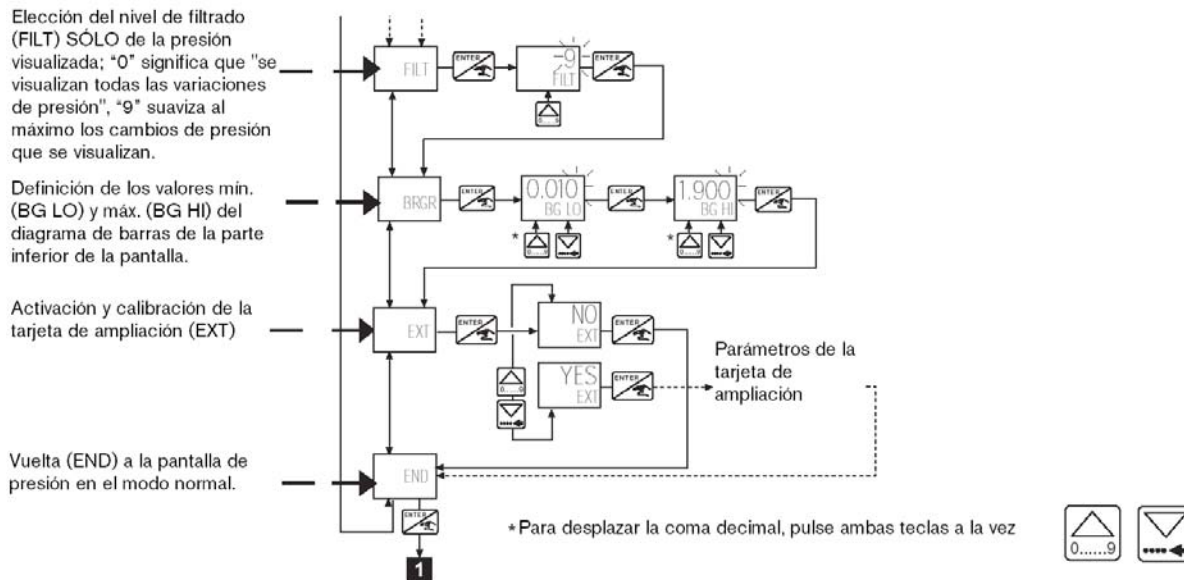 Elección del nivel de filtrado
(FILT) SÓLO de la presión
visualizada; “0” significa que "se
visualizan todas las variaciones
de presión", “9” suaviza al
máximo los cambios de presión
que se visualizan.
FILT
ENTER
-9
FILT
ENTER
0....9
Definición de los valores mín.
(BG LO) y máx. (BG HI) del
diagrama de barras de la parte
inferior de la pantalla.
BRGR
ENTER
0.010
BG LO
ENTER
1.900
BG HI
ENTER
*
0....9
*
0....9
Activación y calibración de la
tarjeta de ampliación (EXT)
EXT
ENTER
NO
EXT
ENTER
0....9
YES
EXT
ENTER
Parámetros de la
tarjeta de
ampliación
Vuelta (END) a la pantalla de
presión en el modo normal.
END
ENTER
1
*Para desplazar la coma decimal, pulse ambas teclas a la vez
0......9